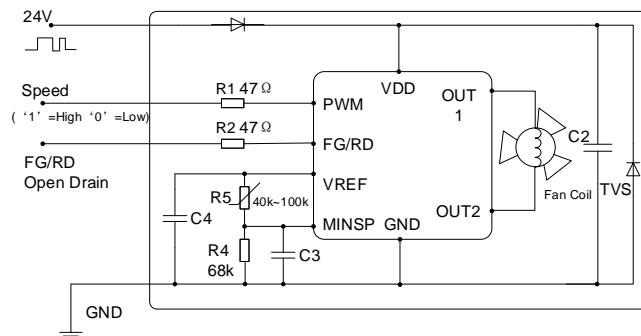 24V
Speed
( ‘1’ =High ‘0’ =Low)
FG/RD
Open Drain
R1 47Ω
R2 47Ω
PWM
FG/RD
VREF
MINSP
GND
VDD
OUT
1
OUT2
R5
40k~100k
R4
68k
C4
C3
C2
TVS
Fan Coil
GND